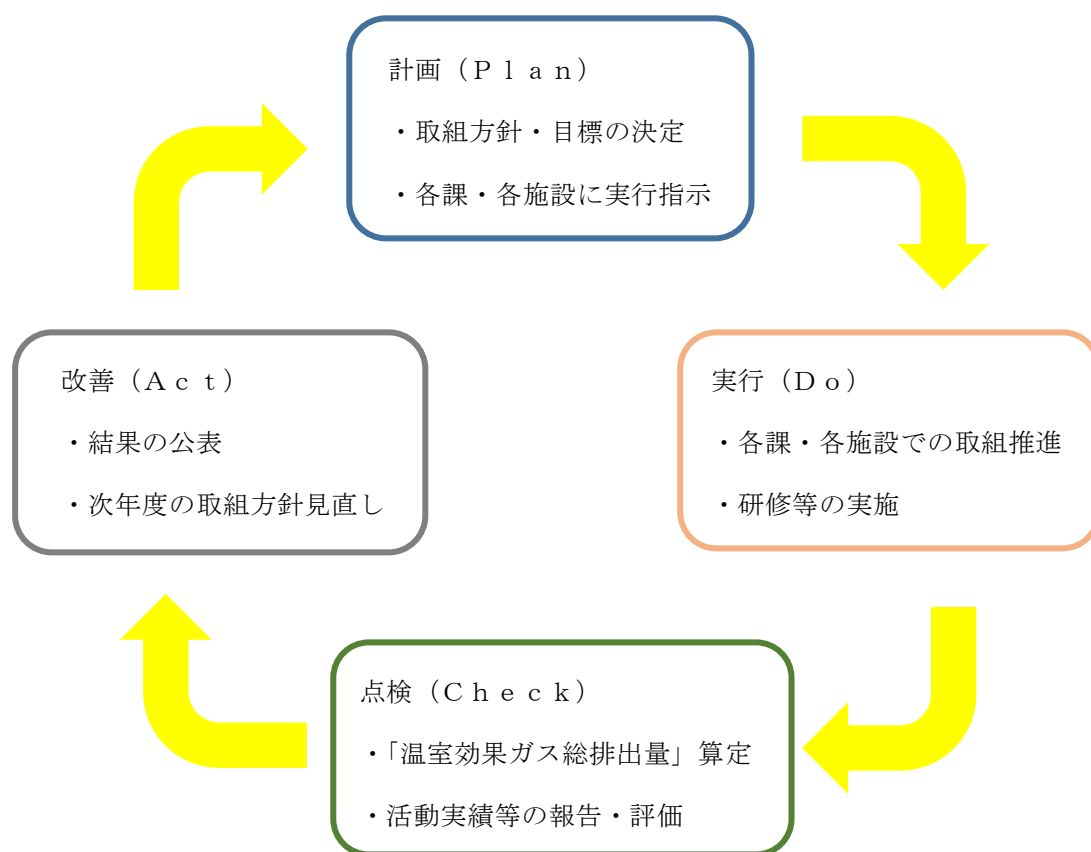 計画（Ｐｌａｎ）
・取組方針・目標の決定
・各課・各施設に実行指示
改善（Ａｃｔ）
・結果の公表
・次年度の取組方針見直し
実行（Ｄｏ）
・各課・各施設での取組推進
・研修等の実施
点検（Ｃｈｅｃｋ）
・「温室効果ガス総排出量」算定
・活動実績等の報告・評価